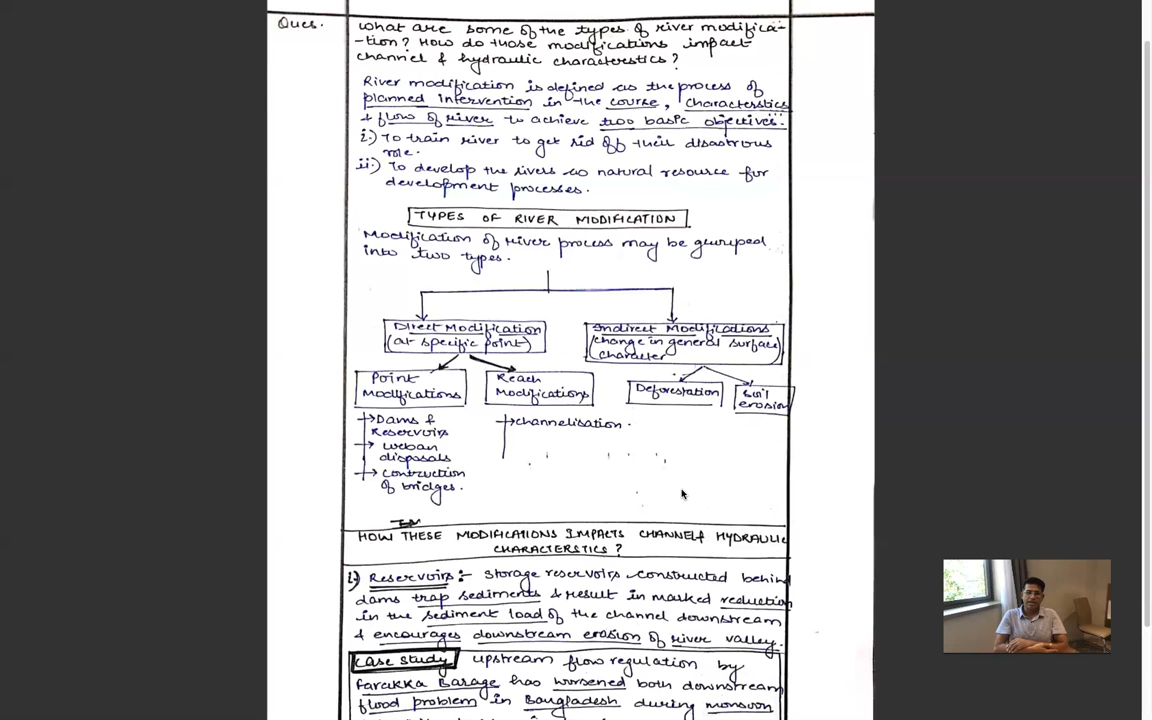 Ques.
What are some of the types of river modifica-
-tion? How do those modifications impact
channel & hydraulic characterstics?
River modification is defined as the process of
planned intervention in the course, characterstics
& flow of river to achieve two basic objectives.
i.) To train river to get rid off their disastrous
role.
ii.) To develop the rivers as natural resource for
development processes.
TYPES OF RIVER MODIFICATION
Modification of river process may be grouped
into two types.
Direct Modification
(at specific point)
Indirect Modifications
(change in general surface
character
Point
Modifications
Reach
Modifications
Deforestation
Soil
erosion
→Dams &
Reservoirs
→ urban
disposals
→ contruction
of bridges.
→channelisation.
HOW THESE MODIFICATIONS IMPACTS CHANNEL & HYDRAULIC
CHARACTERSTICS?
i) Reservoirs:- Storage reservoirs constructed behind
dams trap sediments & result in marked reduction
in the sediment load of the channel downstream
& encourages downstream erosion of river valley.
Case study upstream flow regulation by
farakka Barage has worsened both downstream
flood problem in Bangladesh during monsoon